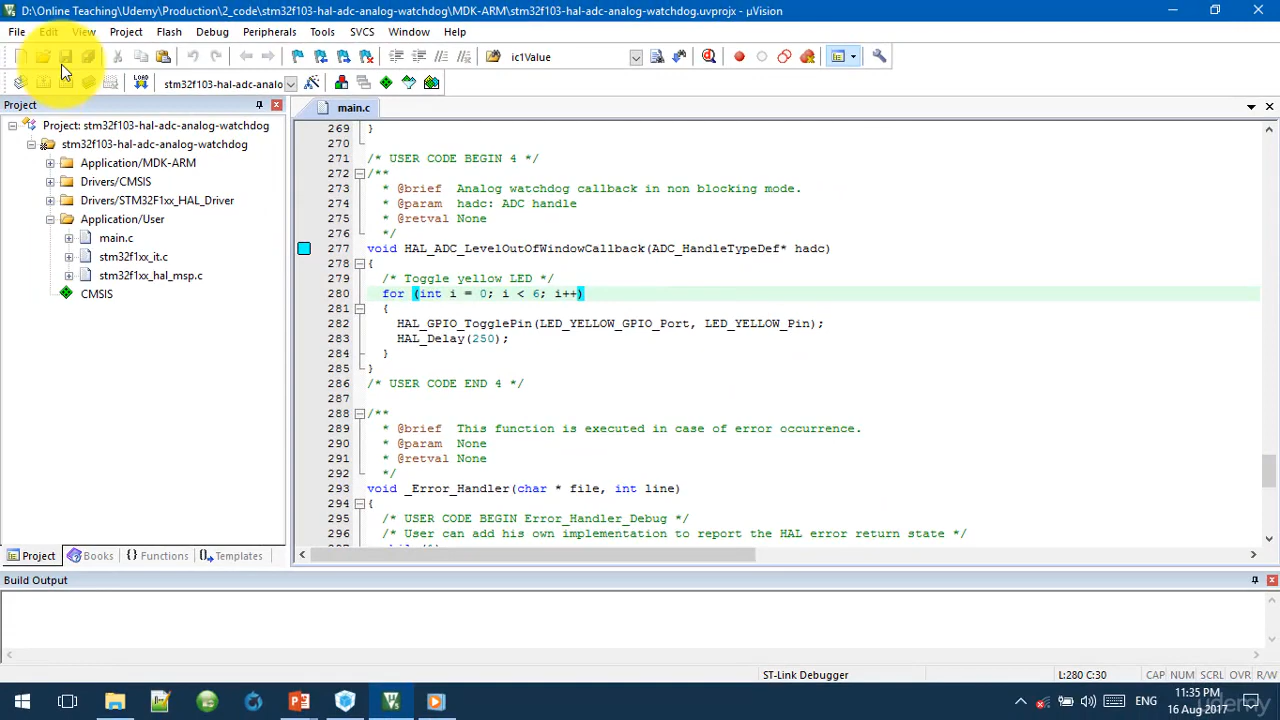 D:\Online Teaching\Udemy\Production\2_code\stm32f103-hal-adc-analog-watchdog\MDK-ARM\stm32f103-hal-adc-analog-watchdog.uvprojx - µVision
File Edit View Project Flash Debug Peripherals Tools SVCS Window Help
ic1Value
LOAD stm32f103-hal-adc-analo
Project
main.c
Project: stm32f103-hal-adc-analog-watchdog
stm32f103-hal-adc-analog-watchdog
Application/MDK-ARM
Drivers/CMSIS
Drivers/STM32F1xx_HAL_Driver
Application/User
main.c
stm32f1xx_it.c
stm32f1xx_hal_msp.c
CMSIS
269 }
270
271 /* USER CODE BEGIN 4 */
272 /**
273 * @brief Analog watchdog callback in non blocking mode.
274 * @param hadc: ADC handle
275 * @retval None
276 */
277 void HAL_ADC_LevelOutOfWindowCallback(ADC_HandleTypeDef* hadc)
278 {
279 /* Toggle yellow LED */
280 for (int i = 0; i < 6; i++)
281 {
282 HAL_GPIO_TogglePin(LED_YELLOW_GPIO_Port, LED_YELLOW_Pin);
283 HAL_Delay(250);
284 }
285 }
286 /* USER CODE END 4 */
287
288 /**
289 * @brief This function is executed in case of error occurrence.
290 * @param None
291 * @retval None
292 */
293 void _Error_Handler(char * file, int line)
294 {
295 /* USER CODE BEGIN Error_Handler_Debug */
296 /* User can add his own implementation to report the HAL error return state */
Project Books {} Functions Templates
Build Output
ST-Link Debugger L:280 C:30 CAP NUM SCRL OVR R/W
ENG 11:35 PM
16 Aug 2017
udemy